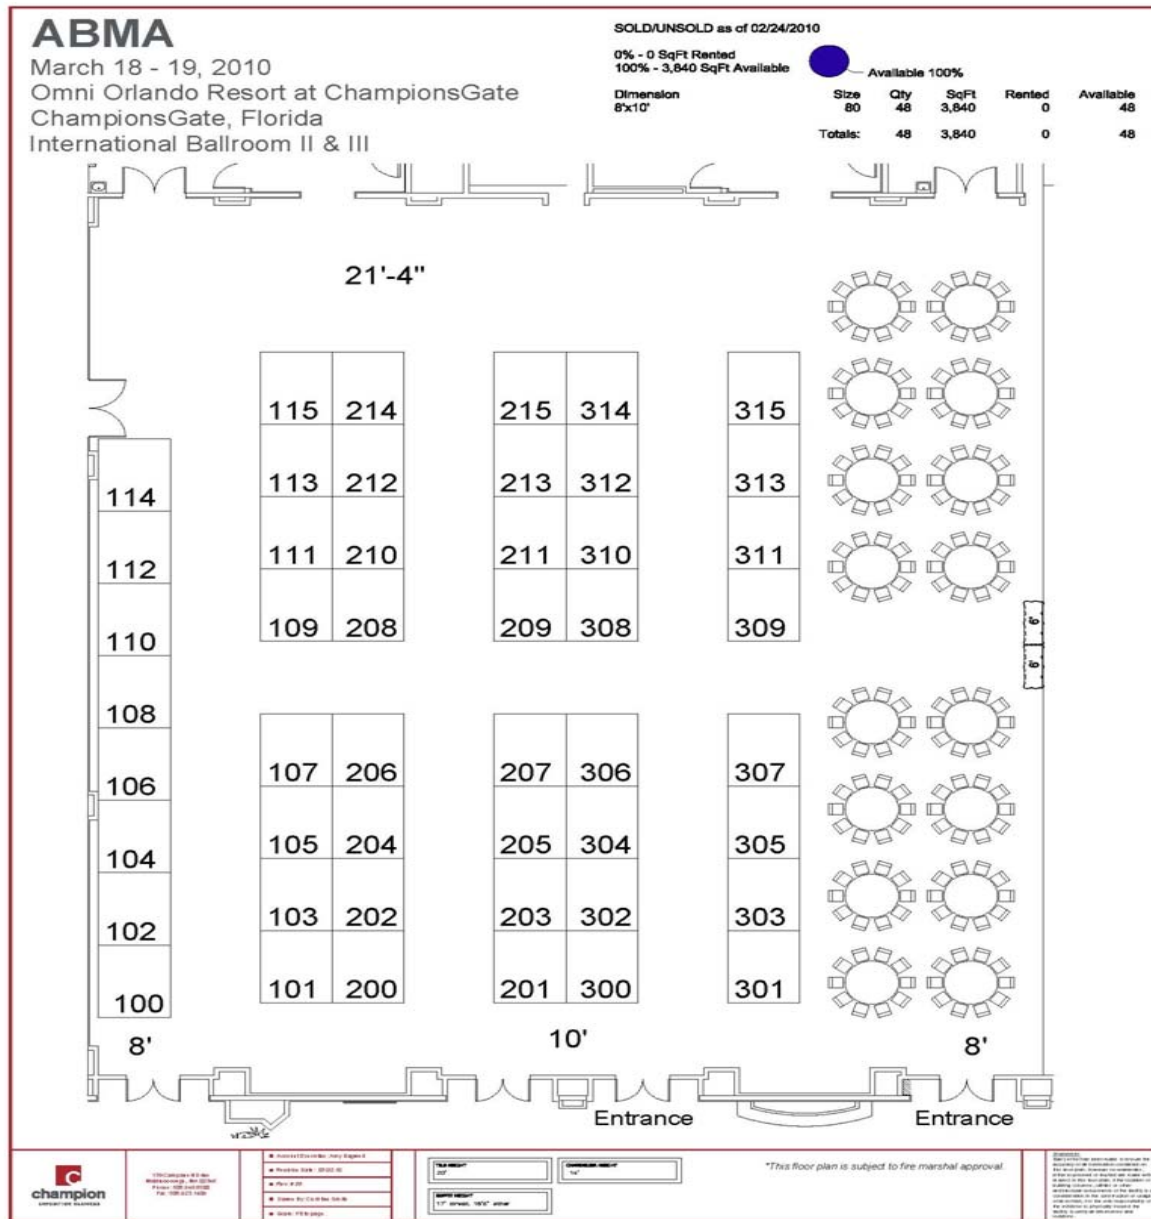 ABMA
March 18 - 19, 2010
Omni Orlando Resort at ChampionsGate
ChampionsGate, Florida
International Ballroom II & III
SOLD/UNSOLD as of 02/24/2010
0% - 0 SqFt Rented
100% - 3,840 SqFt Available
Available 100%
Dimension Size Qty SqFt Rented Available
8'x10' 80 48 3,840 0 48
Totals: 48 3,840 0 48
21'-4"
115 214 215 314 315
114 113 212 213 312 313
112 111 210 211 310 311
110 109 208 209 308 309
6'
6'
108
106 107 206 207 306 307
104 105 204 205 304 305
102 103 202 203 302 303
100 101 200 201 300 301
8' 10' 8'
Entrance Entrance
champion
*This floor plan is subject to fire marshal approval.